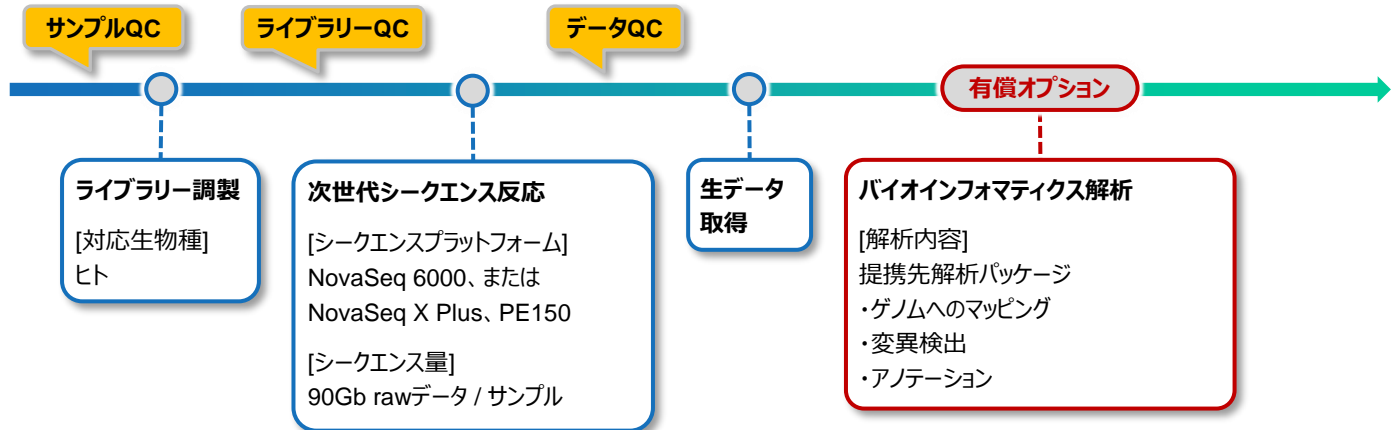 サンプルQC
ライブラリーQC
データQC
有償オプション
ライブラリー調製
[対応生物種]
ヒト
次世代シークエンス反応
[シークエンスプラットフォーム]
NovaSeq 6000、または
NovaSeq X Plus、PE150
[シークエンス量]
90Gb rawデータ / サンプル
生データ
取得
バイオインフォマティクス解析
[解析内容]
提携先解析パッケージ
・ゲノムへのマッピング
・変異検出
・アノテーション